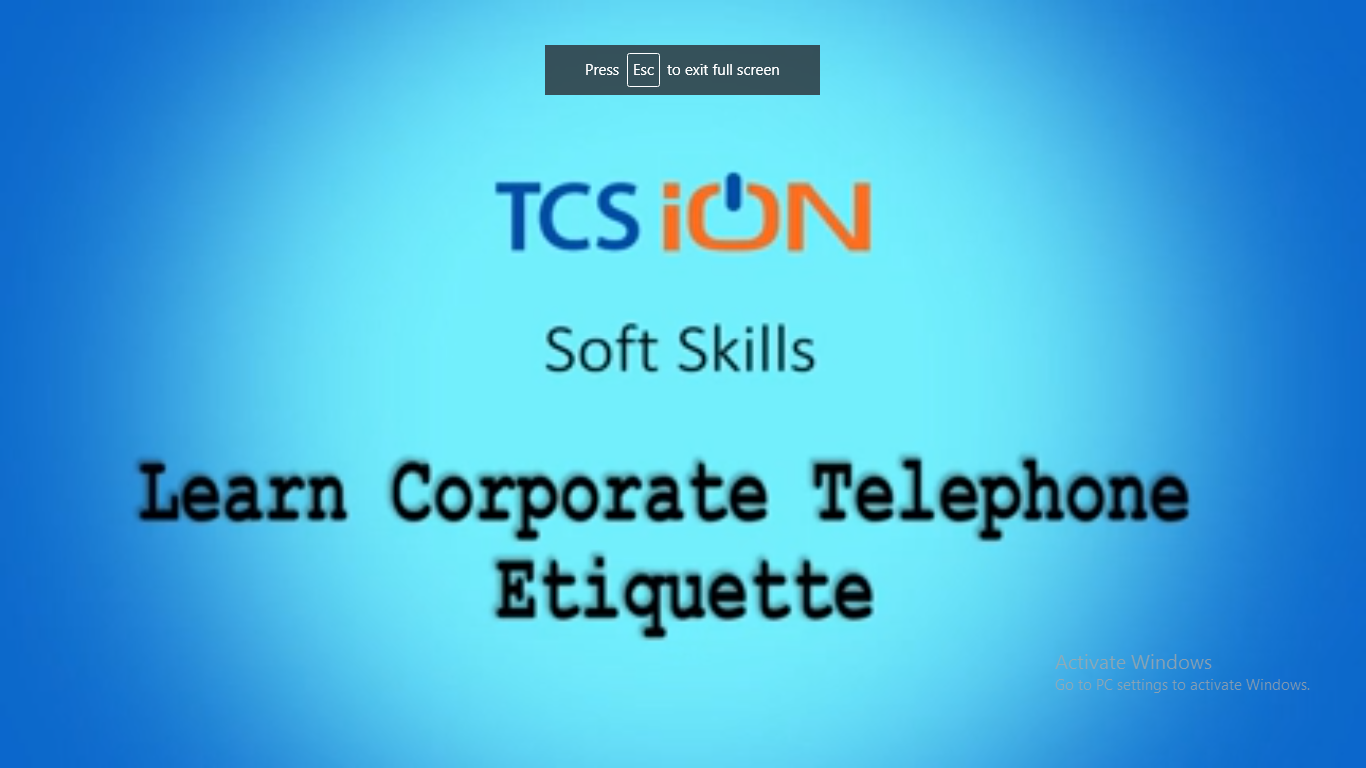 Press Esc to exit full screen
TCS iON
Soft Skills
Learn Corporate Telephone
Etiquette
Activate Windows
Go to PC settings to activate Windows.